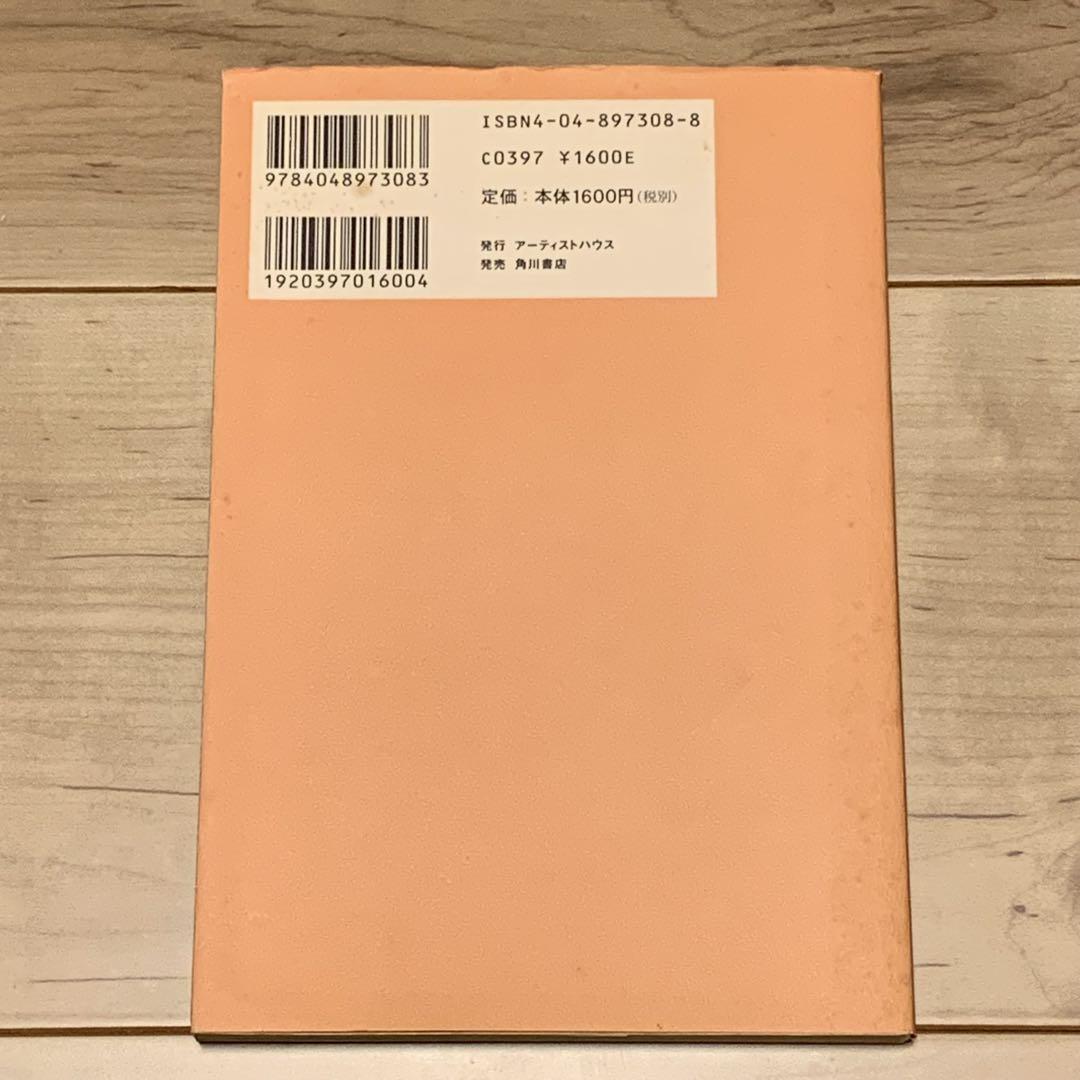 9784048973083
1920397016004
ISBN4-04-897308-8
C0397 ¥1600E
定価：本体1600円（税別）
発行 アーティストハウス
発売 角川書店